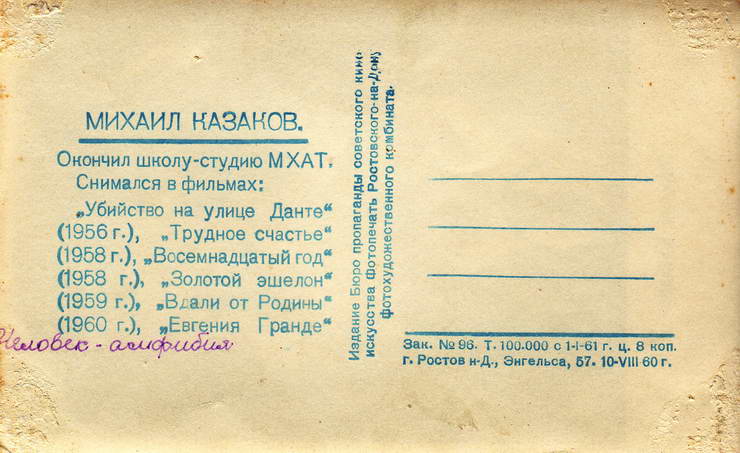 МИХАИЛ КАЗАКОВ.
Окончил школу-студию МХАТ.
Снимался в фильмах:
„Убийство на улице Данте“
(1956 г.), „Трудное счастье“
(1958 г.), „Восемнадцатый год“
(1958 г.), „Золотой эшелон“
(1959 г.), „Вдали от Родины“
(1960 г.), „Евгения Гранде“
Человек-амфибия
Издание Бюро пропаганды советского кино-
искусства Фотопечать Ростовского-на-Дону
фотохудожественного комбината.
Зак. №96. Т. 100.000 с 1-I-61 г. ц. 8 коп.
г. Ростов н-Д., Энгельса, 57. 10-VIII-60 г.